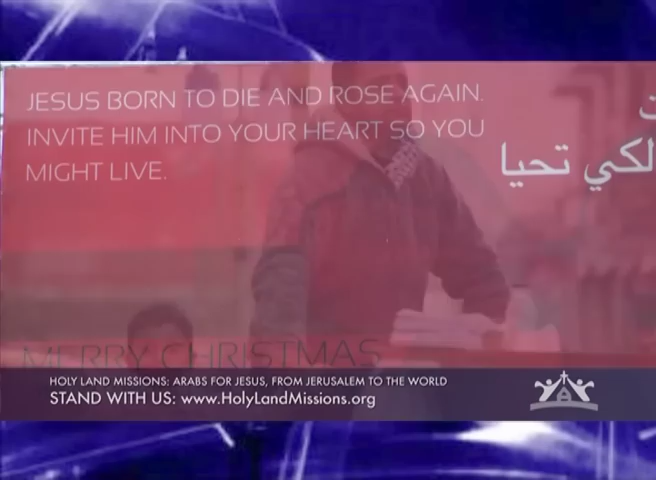 JESUS BORN TO DIE AND ROSE AGAIN.
INVITE HIM INTO YOUR HEART SO YOU
MIGHT LIVE.
لكي تحيا
MERRY CHRISTMAS
HOLY LAND MISSIONS: ARABS FOR JESUS, FROM JERUSALEM TO THE WORLD
STAND WITH US: www.HolyLandMissions.org